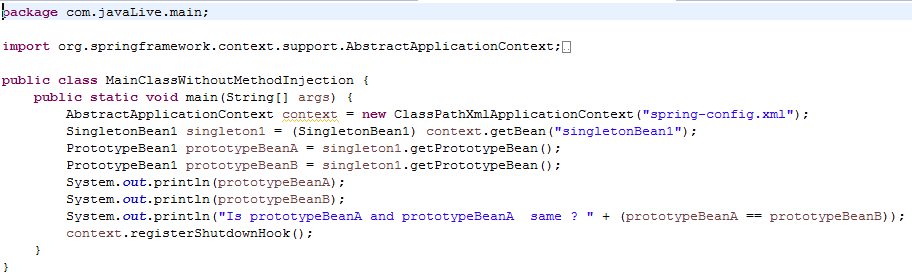 package com.javaLive.main;
import org.springframework.context.support.AbstractApplicationContext;
public class MainClassWithoutMethodInjection {
public static void main(String[] args) {
AbstractApplicationContext context = new ClassPathXmlApplicationContext("spring-config.xml");
SingletonBean1 singleton1 = (SingletonBean1) context.getBean("singletonBean1");
PrototypeBean1 prototypeBeanA = singleton1.getPrototypeBean();
PrototypeBean1 prototypeBeanB = singleton1.getPrototypeBean();
System.out.println(prototypeBeanA);
System.out.println(prototypeBeanB);
System.out.println("Is prototypeBeanA and prototypeBeanA  same ? " + (prototypeBeanA == prototypeBeanB));
context.registerShutdownHook();
}
}